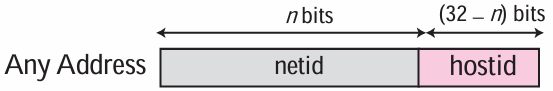 n bits (32 – n) bits
Any Address netid hostid